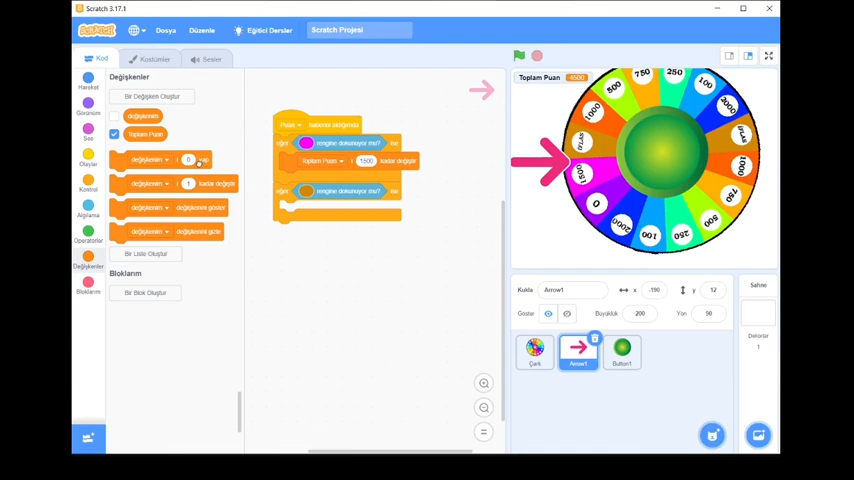 Scratch 3.17.1
SCRATCH Dosya Düzenle Eğitici Dersler Scratch Projesi
Kod Kostümler Sesler
Hareket
Görünüm
Ses
Olaylar
Kontrol
Algılama
Operatörler
Değişkenler
Bloklarım
Değişkenler
Bir Değişken Oluştur
değişkenim
Toplam Puan
değişkenim 0 yap
değişkenim 1 kadar değiştir
değişkenim değişkenini göster
değişkenim değişkenini gizle
Bir Liste Oluştur
Bloklarım
Bir Blok Oluştur
Puan haberini aldığımda
eğer rengine dokunuyor mu? ise
Toplam Puan 1500 kadar değiştir
eğer rengine dokunuyor mu? ise
Toplam Puan 4500
250
100
2000
İFLAS
1000
750
500
250
100
2000
0
1500
İFLAS
1000
500
750
Kukla Arrow1 x -190 y 12
Göster Büyüklük 200 Yön 90
Çark
Arrow1
Button1
Sahne
Dekorlar
1